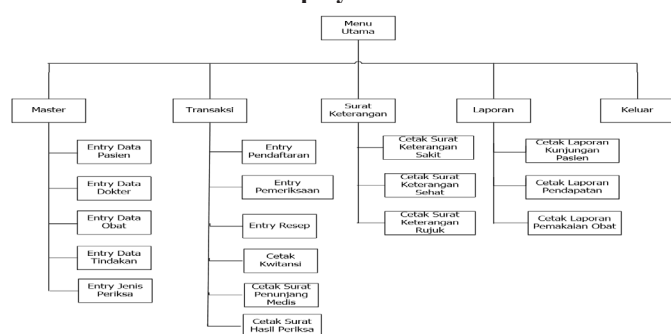 Menu
Utama
Master
Transaksi
Surat
Keterangan
Laporan
Keluar
Entry Data
Pasien
Entry Data
Dokter
Entry Data
Obat
Entry Data
Tindakan
Entry Jenis
Periksa
Entry
Pendaftaran
Entry
Pemeriksaan
Entry Resep
Cetak
Kwitansi
Cetak Surat
Penunjang
Medis
Cetak Surat
Hasil Periksa
Cetak Surat
Keterangan
Sakit
Cetak Surat
Keterangan
Sehat
Cetak Surat
Keterangan
Rujuk
Cetak Laporan
Kunjungan
Pasien
Cetak Laporan
Pendapatan
Cetak Laporan
Pemakaian Obat